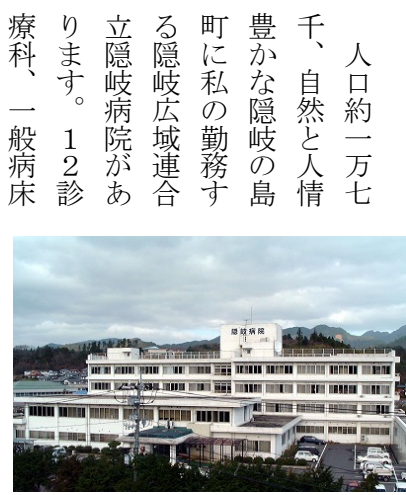 人口約一万七
千、自然と人情
豊かな隠岐の島
町に私の勤務す
る隠岐広域連合
立隠岐病院があ
ります。１２診
療科、一般病床
隠岐病院